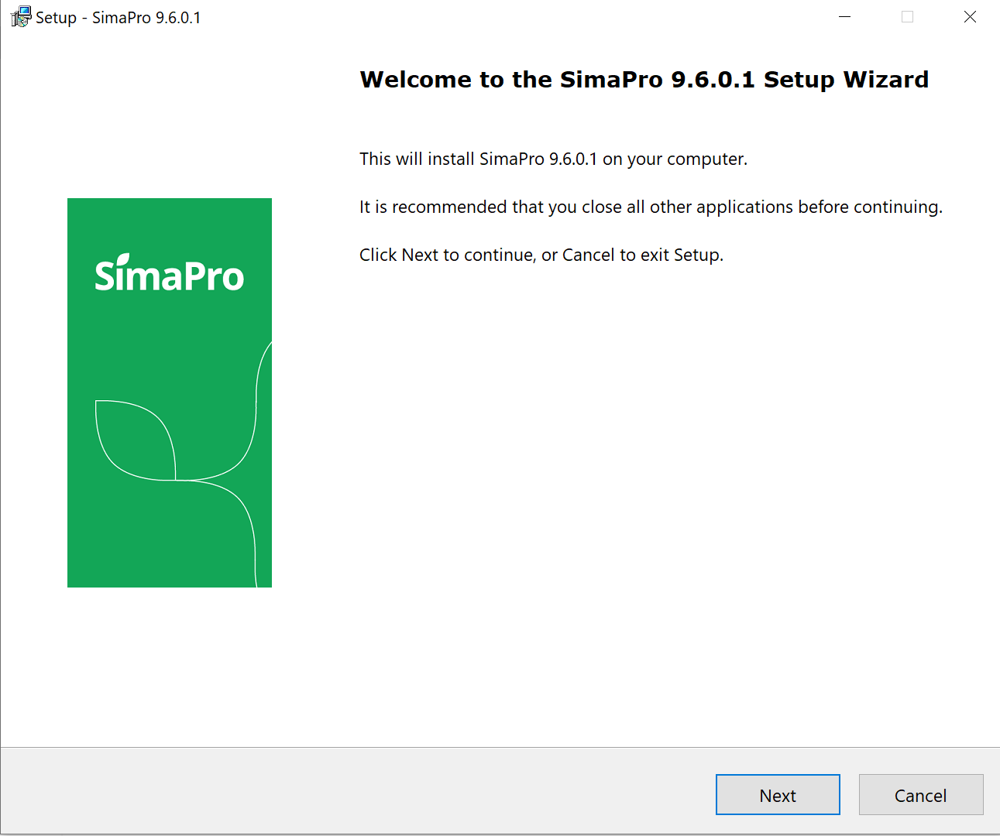 Setup - SimaPro 9.6.0.1
Welcome to the SimaPro 9.6.0.1 Setup Wizard
This will install SimaPro 9.6.0.1 on your computer.
It is recommended that you close all other applications before continuing.
Click Next to continue, or Cancel to exit Setup.
SimaPro
Next
Cancel